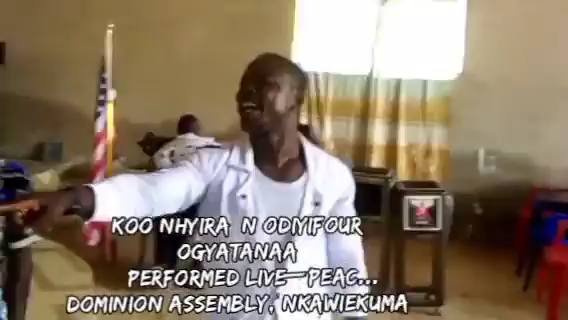 KOO NHYIRA N ODIYIFOUR
OGYATANAA
PERFORMED LIVE—PEAC...
DOMINION ASSEMBLY, NKAWIEKUMA